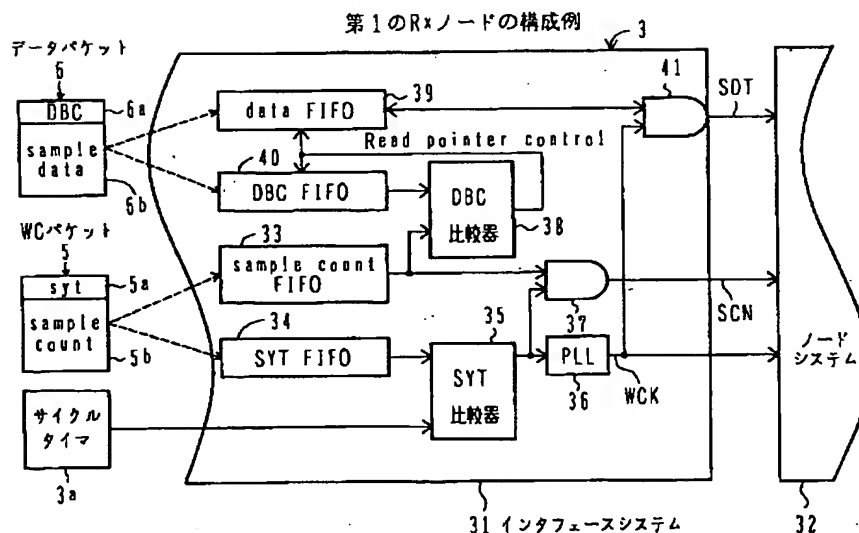 第1のRxノードの構成例
データパケット
6
DBC
6a
sample
data
6b
WCパケット
5
syt
5a
sample
count
5b
サイクル
タイマ
3a
3
39
data FIFO
Read pointer control
40
DBC FIFO
DBC
比較器
38
33
sample count
FIFO
34
SYT FIFO
35
SYT
比較器
37
PLL
36
WCK
41
SDT
SCN
ノード
システム
31 インタフェースシステム
32